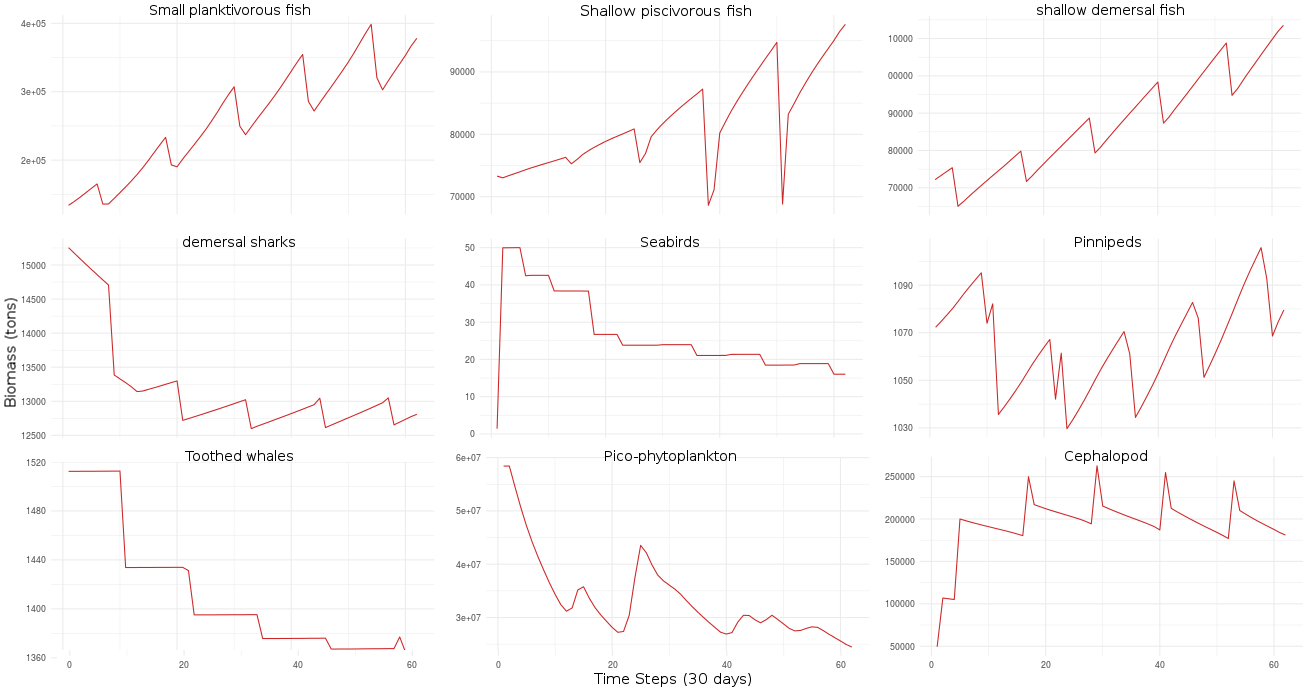 Small planktivorous fish
Shallow piscivorous fish
shallow demersal fish
4e+05
3e+05
2e+05
90000
80000
70000
10000
00000
90000
80000
70000
demersal sharks
Seabirds
Pinnipeds
Biomass (tons)
15000
14500
14000
13500
13000
12500
50
40
30
20
10
0
1090
1070
1050
1030
Toothed whales
Pico-phytoplankton
Cephalopod
1520
1480
1440
1400
1360
6e+07
5e+07
4e+07
3e+07
250000
200000
150000
100000
50000
0 20 40 60
0 20 40 60
0 20 40 60
Time Steps (30 days)